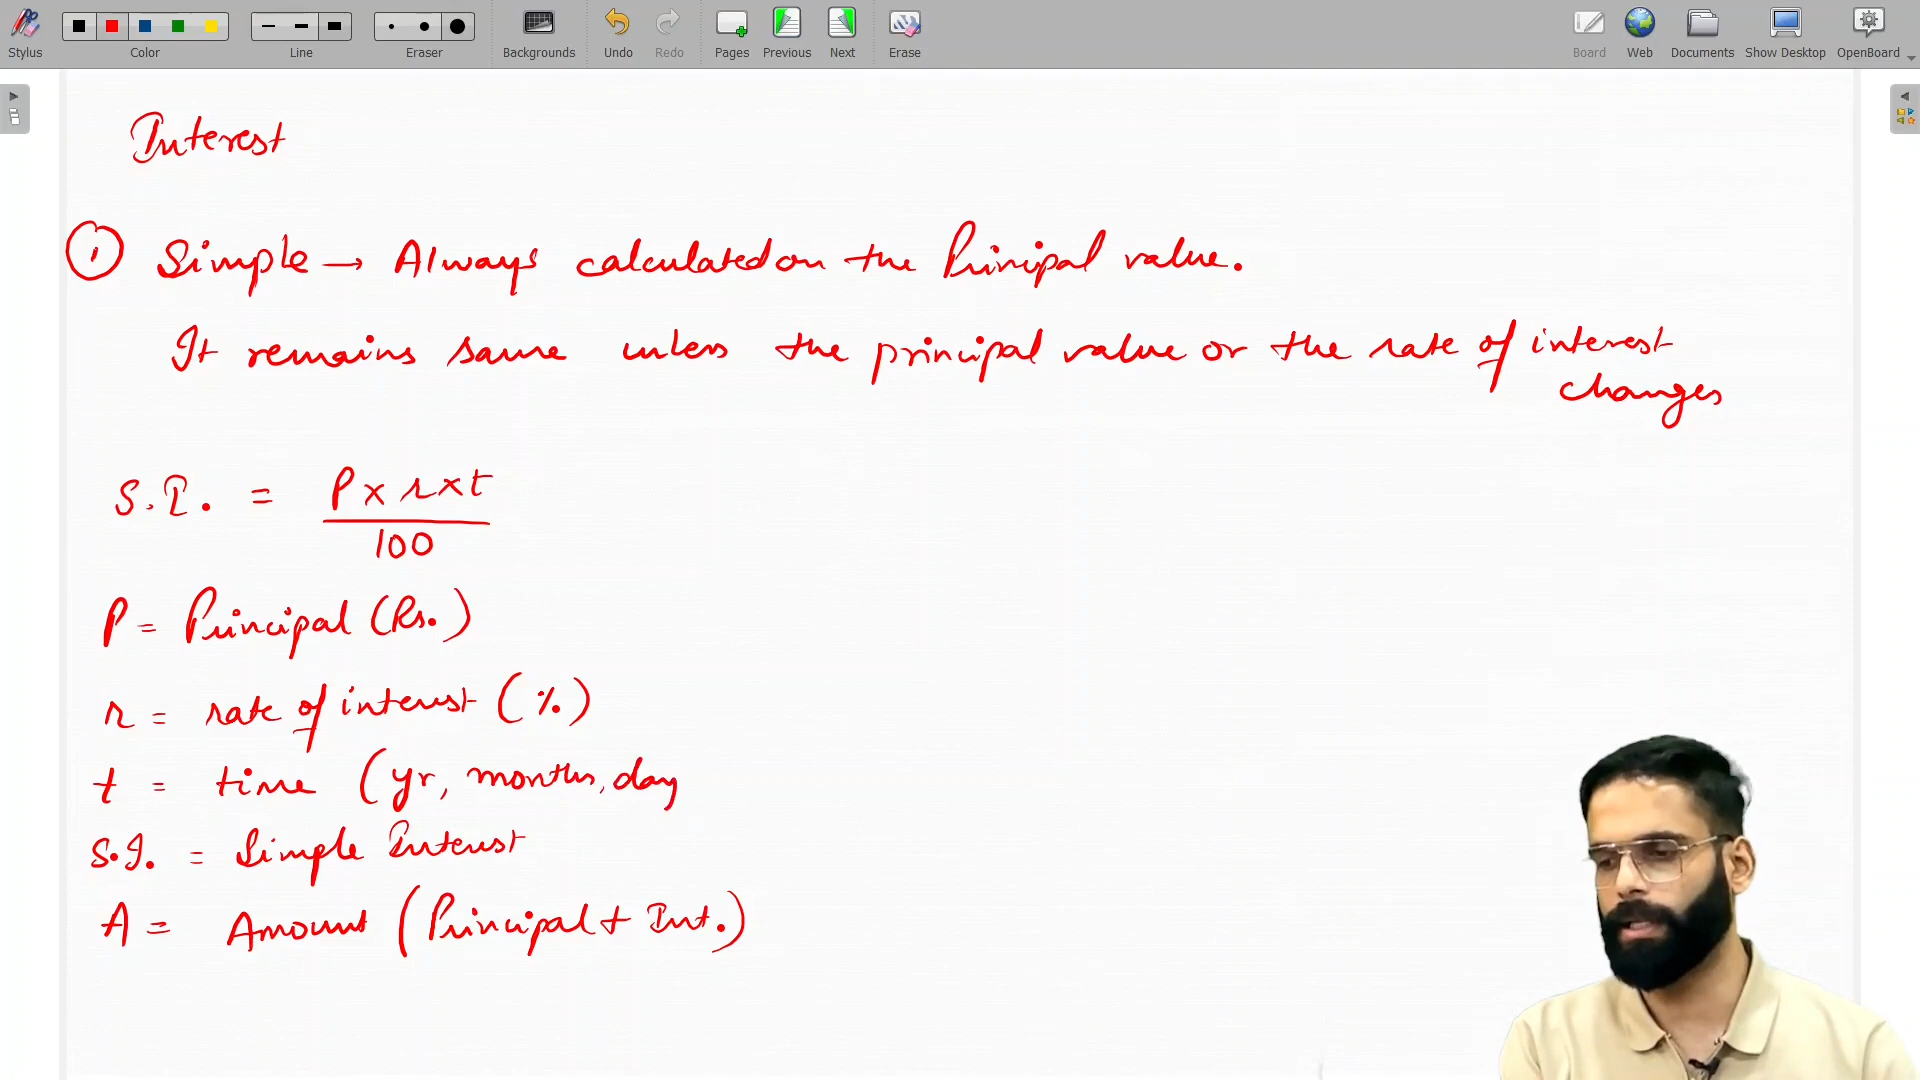 Stylus Color Line Eraser Backgrounds Undo Redo Pages Previous Next Erase Board Web Documents Show Desktop OpenBoard
Interest
① Simple → Always calculated on the Principal value.
It remains same unless the principal value or the rate of interest
changes
S.I. = P x r x t
100
P = Principal (Rs.)
r = rate of interest (%)
t = time (yr, months, day
S.I. = Simple Interest
A = Amount (Principal + Int.)